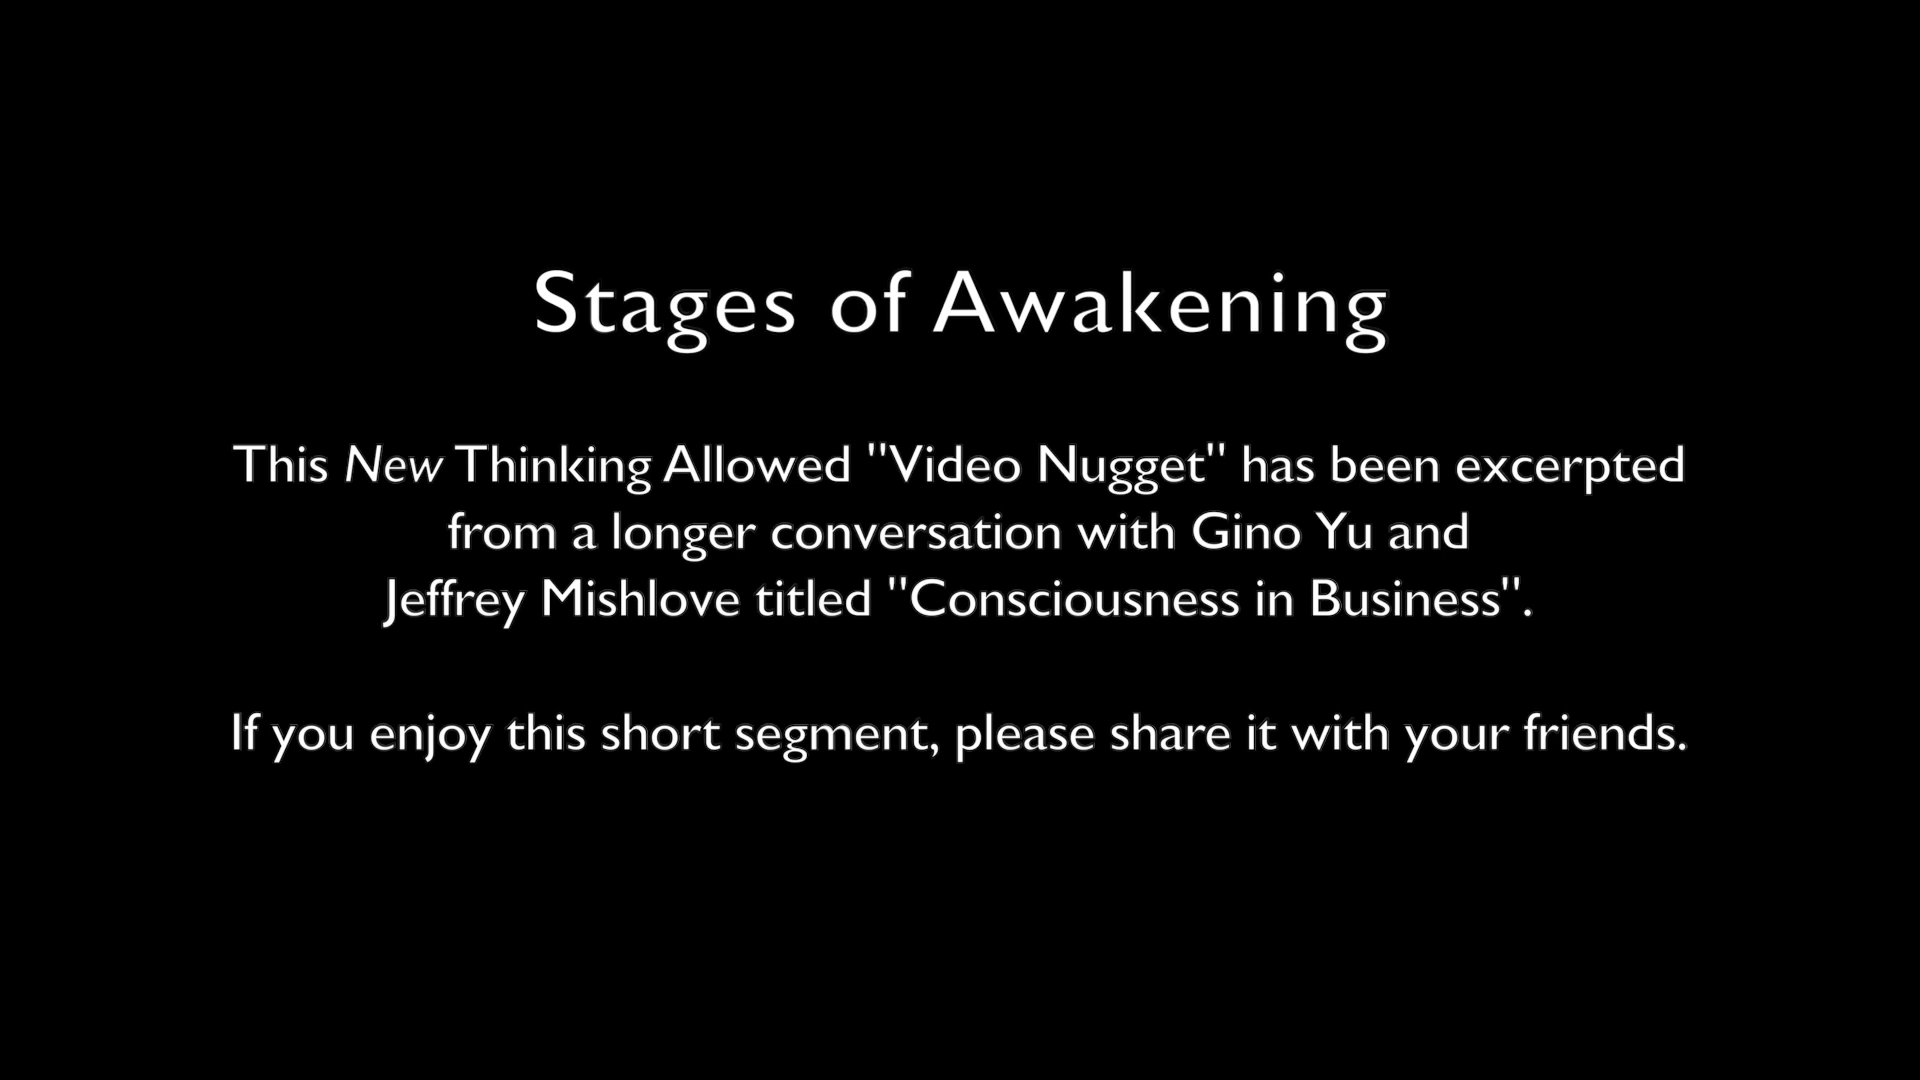 Stages of Awakening
This New Thinking Allowed "Video Nugget" has been excerpted
from a longer conversation with Gino Yu and
Jeffrey Mishlove titled "Consciousness in Business".
If you enjoy this short segment, please share it with your friends.